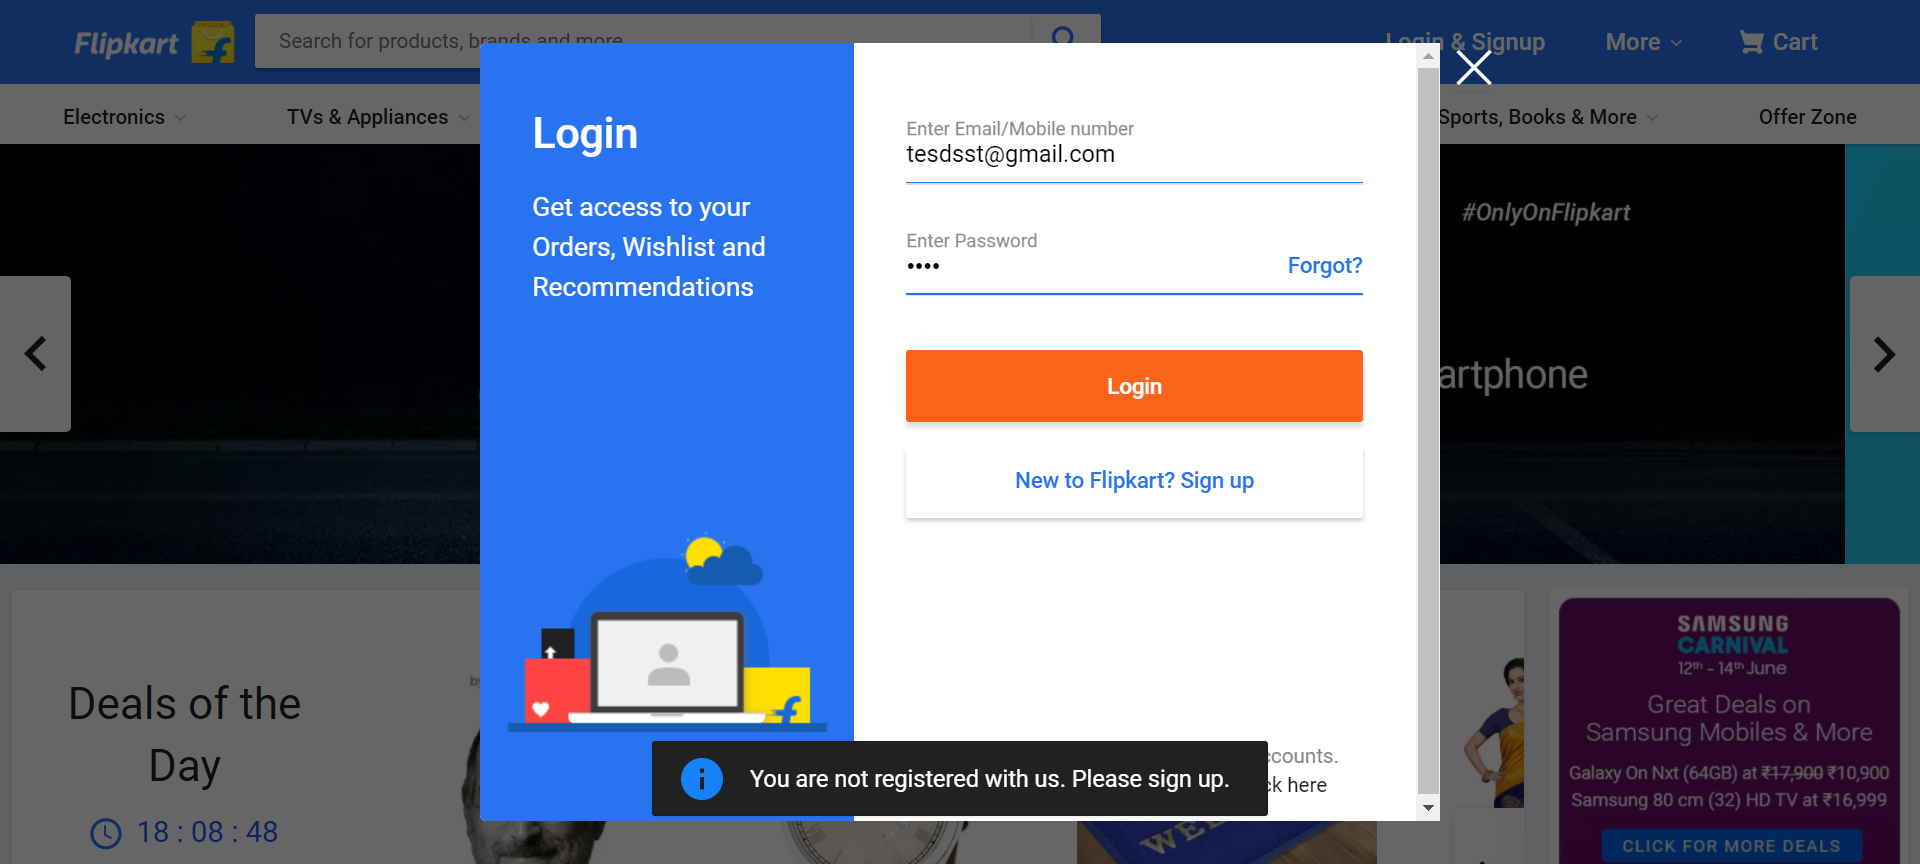 Flipkart
Search for products, brands and more
Login & Signup
More
Cart
Electronics
TVs & Appliances
Sports, Books & More
Offer Zone
Login
Get access to your
Orders, Wishlist and
Recommendations
Enter Email/Mobile number
tesdsst@gmail.com
Enter Password
••••
Forgot?
Login
New to Flipkart? Sign up
ccounts.
ck here
You are not registered with us. Please sign up.
#OnlyOnFlipkart
artphone
Deals of the
Day
18 : 08 : 48
by
SAMSUNG
CARNIVAL
12th - 14th June
Great Deals on
Samsung Mobiles & More
Galaxy On Nxt (64GB) at ₹17,900 ₹10,900
Samsung 80 cm (32) HD TV at ₹16,999
CLICK FOR MORE DEALS